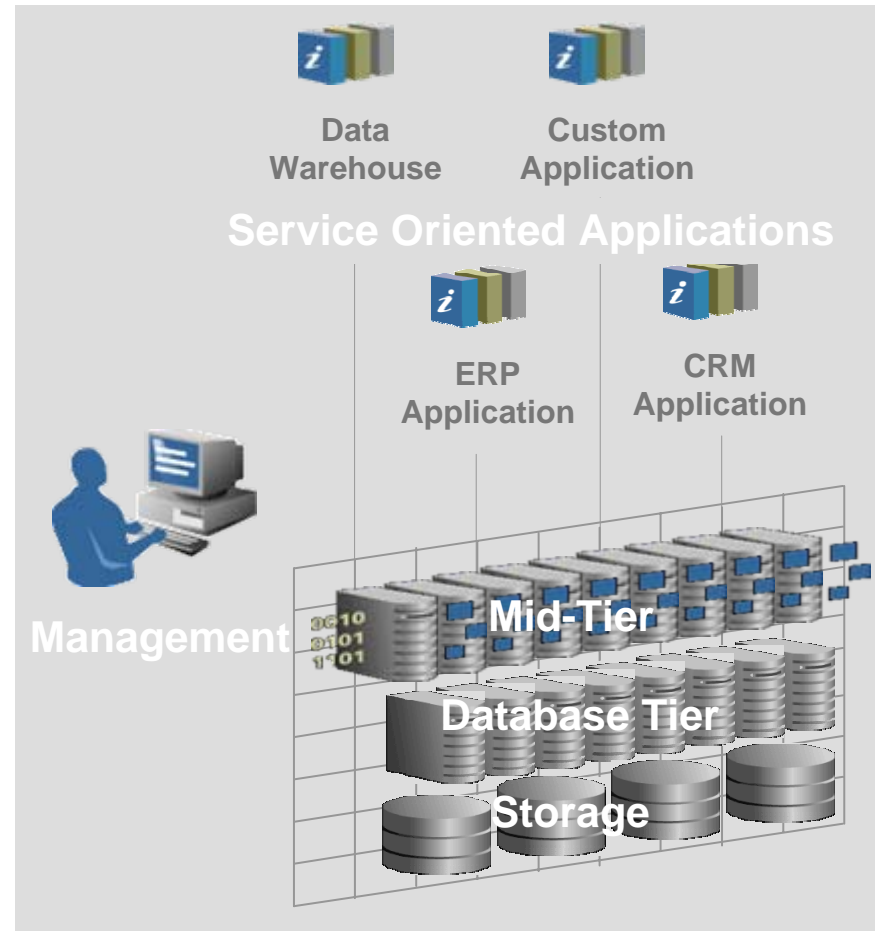 Data
Warehouse
Custom
Application
Service Oriented Applications
ERP
Application
CRM
Application
Management
Mid-Tier
Database Tier
Storage
i
i
i
i
0010
0101
1101